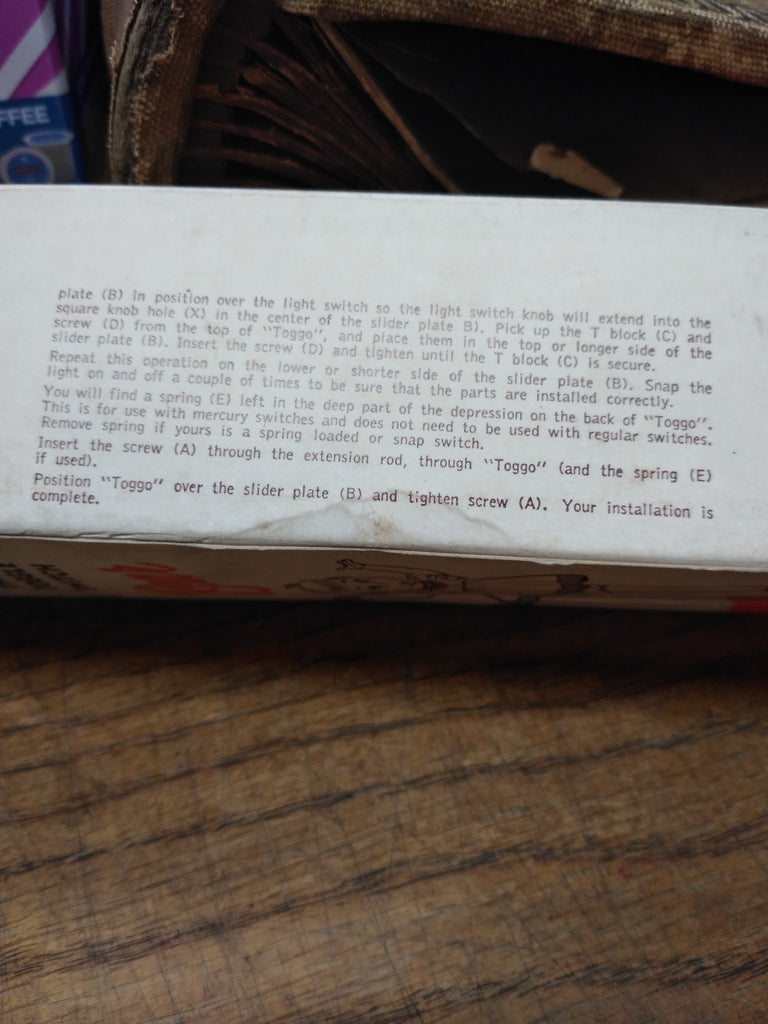 FFEE
plate (B) in position over the light switch so the light switch knob will extend into the
square knob hole (X) in the center of the slider plate B). Pick up the T block (C) and
screw (D) from the top of "Toggo", and place them in the top or longer side of the
slider plate (B). Insert the screw (D) and tighten until the T block (C) is secure.
Repeat this operation on the lower or shorter side of the slider plate (B). Snap the
light on and off a couple of times to be sure that the parts are installed correctly.
You will find a spring (E) left in the deep part of the depression on the back of "Toggo".
This is for use with mercury switches and does not need to be used with regular switches.
Remove spring if yours is a spring loaded or snap switch.
Insert the screw (A) through the extension rod, through "Toggo" (and the spring (E)
if used).
Position "Toggo" over the slider plate (B) and tighten screw (A). Your installation is
complete.